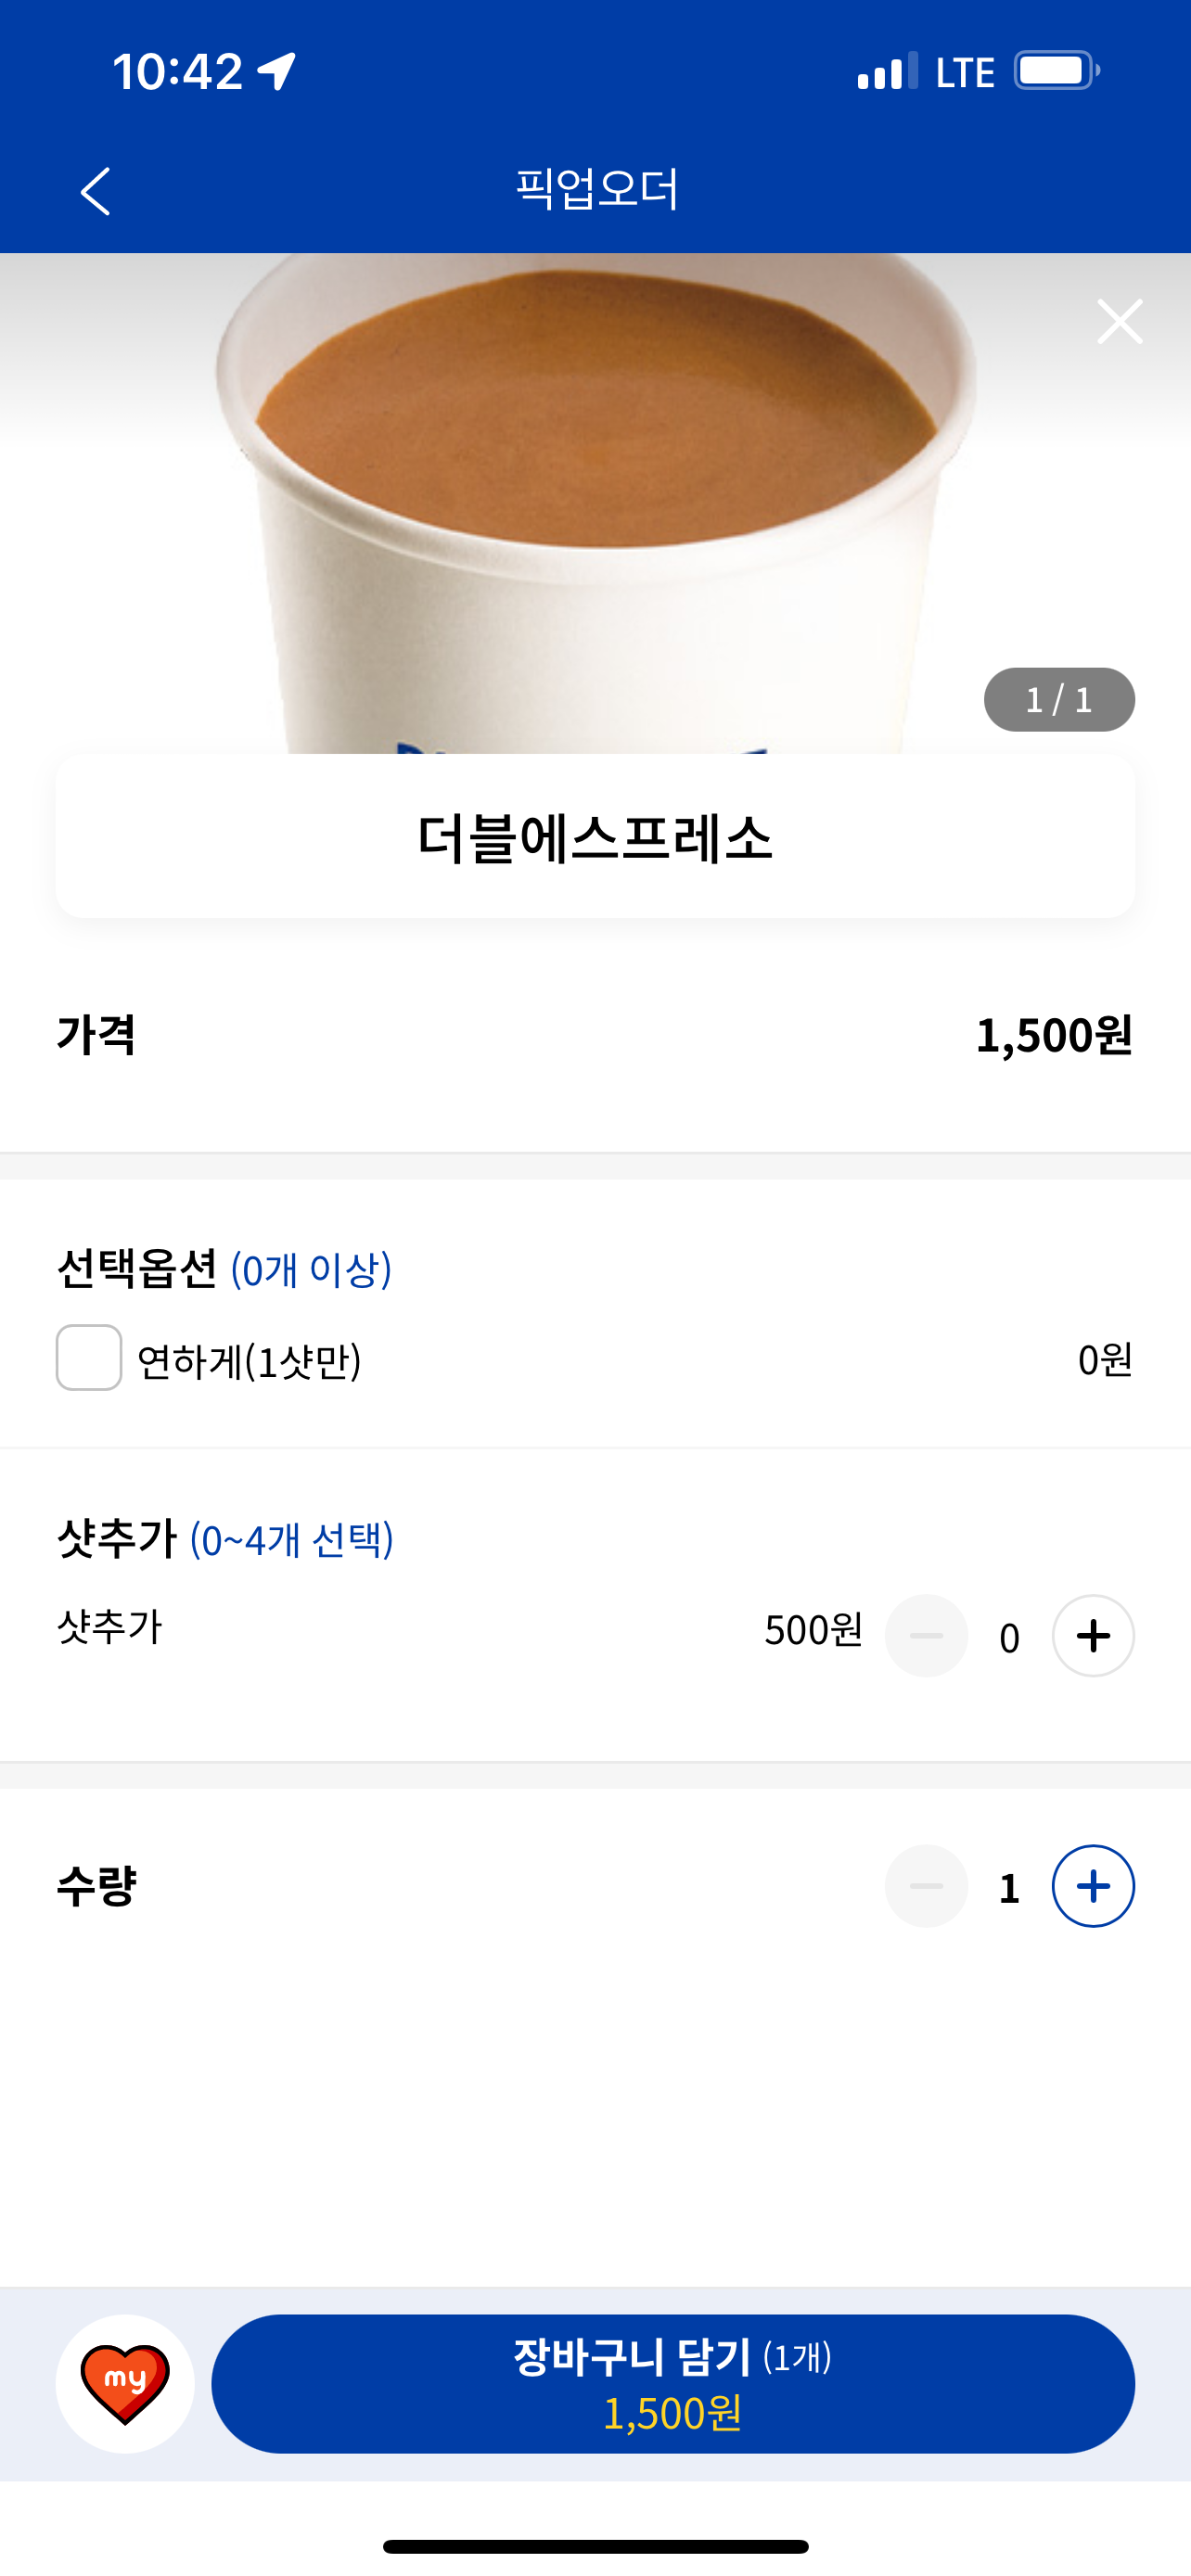 10:42 LTE
픽업오더
1 / 1
더블에스프레소
가격 1,500원
선택옵션 (0개 이상)
연하게(1샷만) 0원
샷추가 (0~4개 선택)
샷추가 500원 0
수량 1
my
장바구니 담기 (1개)
1,500원